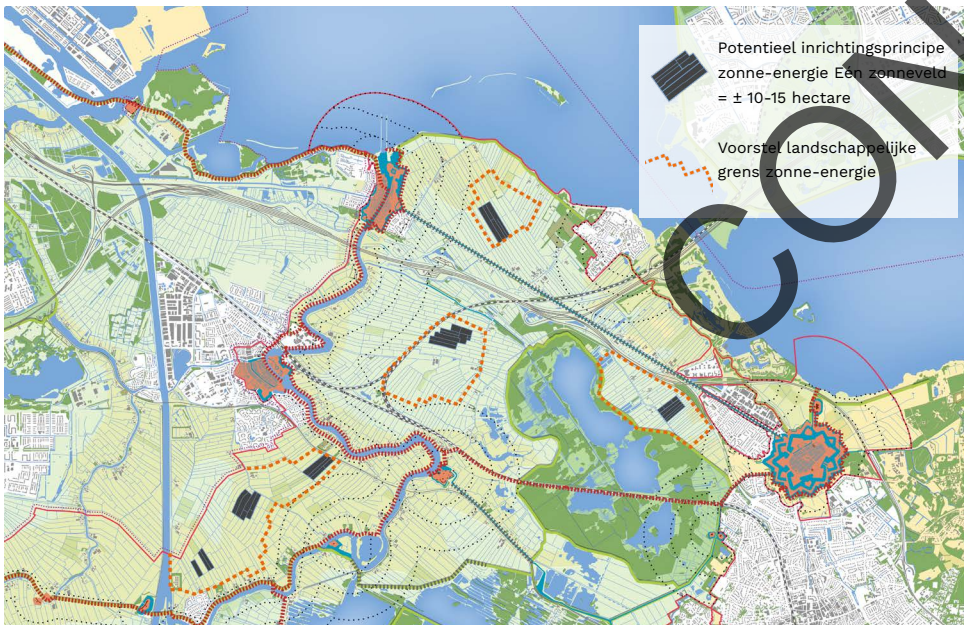 Potentieel inrichtingsprincipe
zonne-energie Eén zonneveld
= ± 10-15 hectare
Voorstel landschappelijke
grens zonne-energie
CON